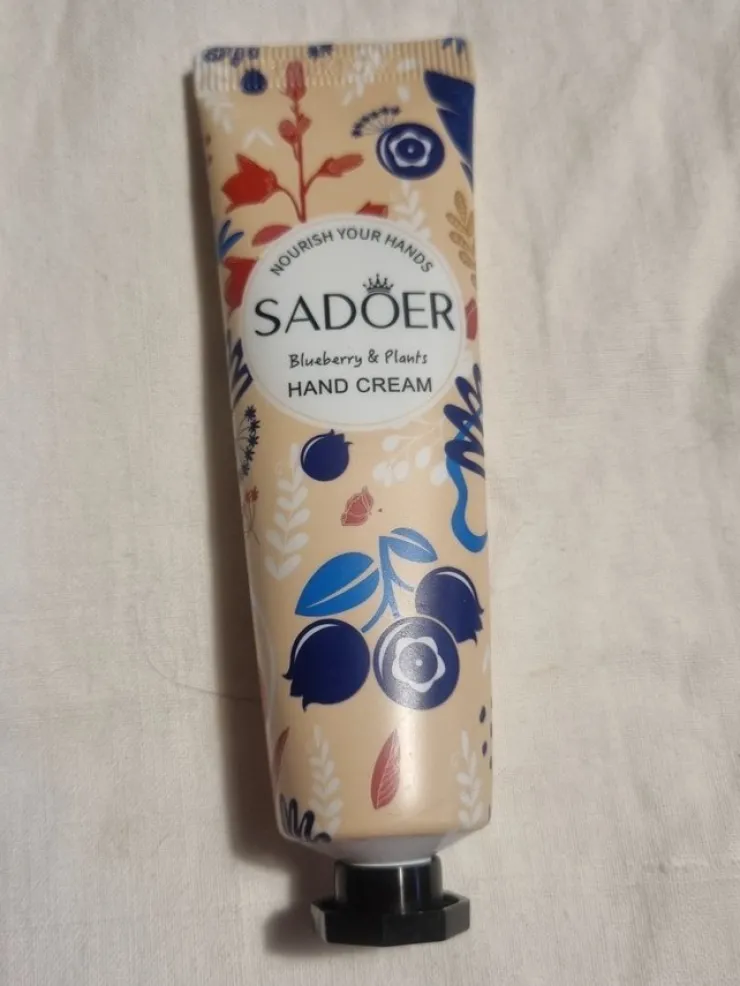 NOURISH YOUR HANDS
SADOER
Blueberry & Plants
HAND CREAM